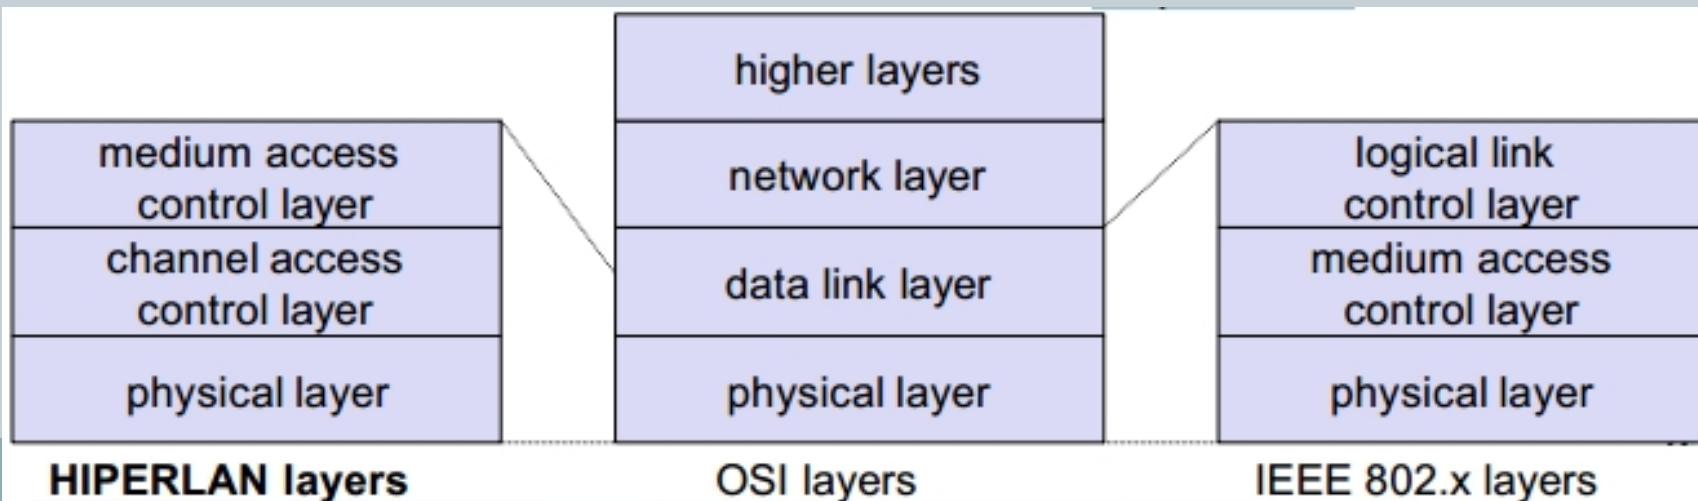 higher layers
medium access
control layer
network layer
logical link
control layer
channel access
control layer
data link layer
medium access
control layer
physical layer
physical layer
physical layer
HIPERLAN layers
OSI layers
IEEE 802.x layers